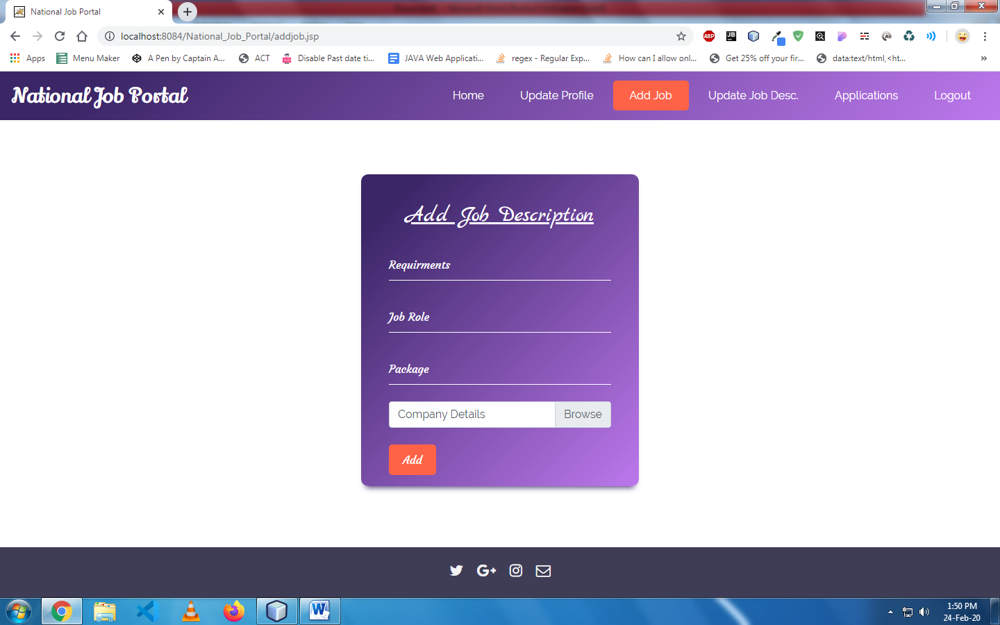 National Job Portal
localhost:8084/National_Job_Portal/addjob.jsp
Apps Menu Maker A Pen by Captain A... ACT Disable Past date ti... JAVA Web Applicati... regex - Regular Exp... How can I allow onl... Get 25% off your fir... data:text/html,<ht... »
National Job Portal Home Update Profile Add Job Update Job Desc. Applications Logout
Add Job Description
Requirments
Job Role
Package
Company Details Browse
Add
1:50 PM
24-Feb-20